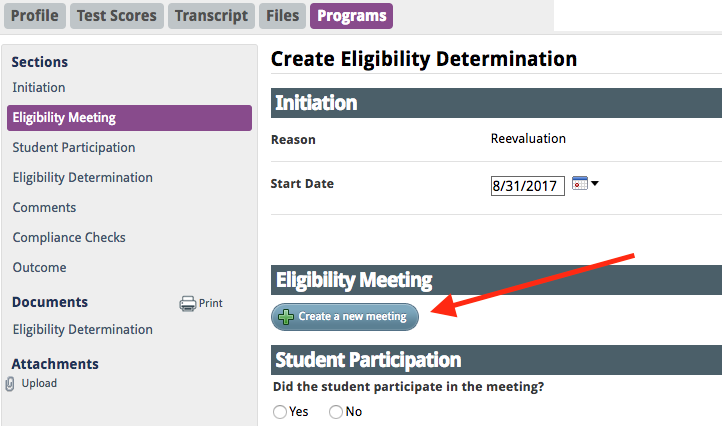 Profile Test Scores Transcript Files Programs
Sections
Initiation
Eligibility Meeting
Student Participation
Eligibility Determination
Comments
Compliance Checks
Outcome
Documents Print
Eligibility Determination
Attachments
Upload
Create Eligibility Determination
Initiation
Reason Reevaluation
Start Date 8/31/2017
Eligibility Meeting
Create a new meeting
Student Participation
Did the student participate in the meeting?
Yes No